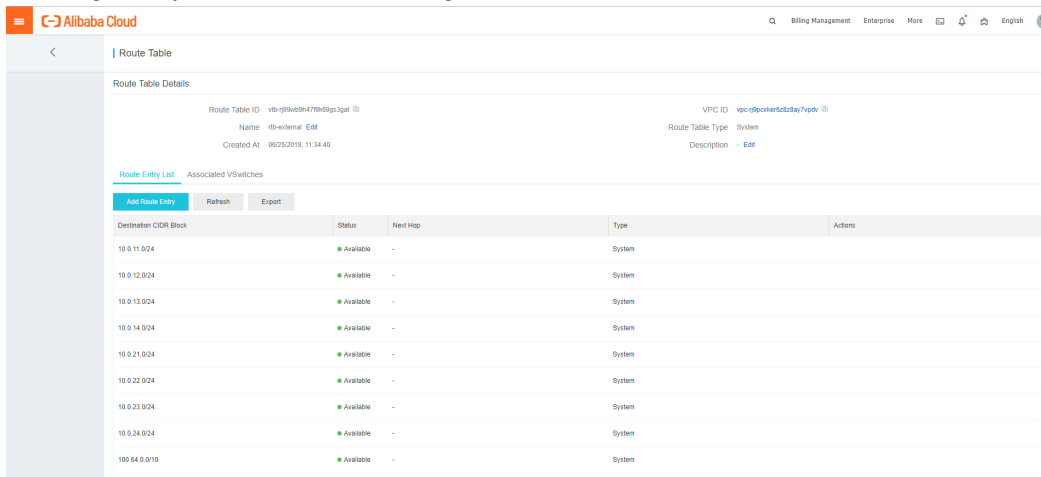 Alibaba Cloud
Billing Management Enterprise More English
Route Table
Route Table Details
Route Table ID vtb-rj99wb9h47f9k69gs3gat VPC ID vpc-rj9pcvker6z8z8ay7vpdv
Name rtb-external Edit Route Table Type System
Created At 06/25/2019, 11:34:40 Description - Edit
Route Entry List Associated VSwitches
Add Route Entry Refresh Export
Destination CIDR Block Status Next Hop Type Actions
10.0.11.0/24 Available - System
10.0.12.0/24 Available - System
10.0.13.0/24 Available - System
10.0.14.0/24 Available - System
10.0.21.0/24 Available - System
10.0.22.0/24 Available - System
10.0.23.0/24 Available - System
10.0.24.0/24 Available - System
100.64.0.0/10 Available - System